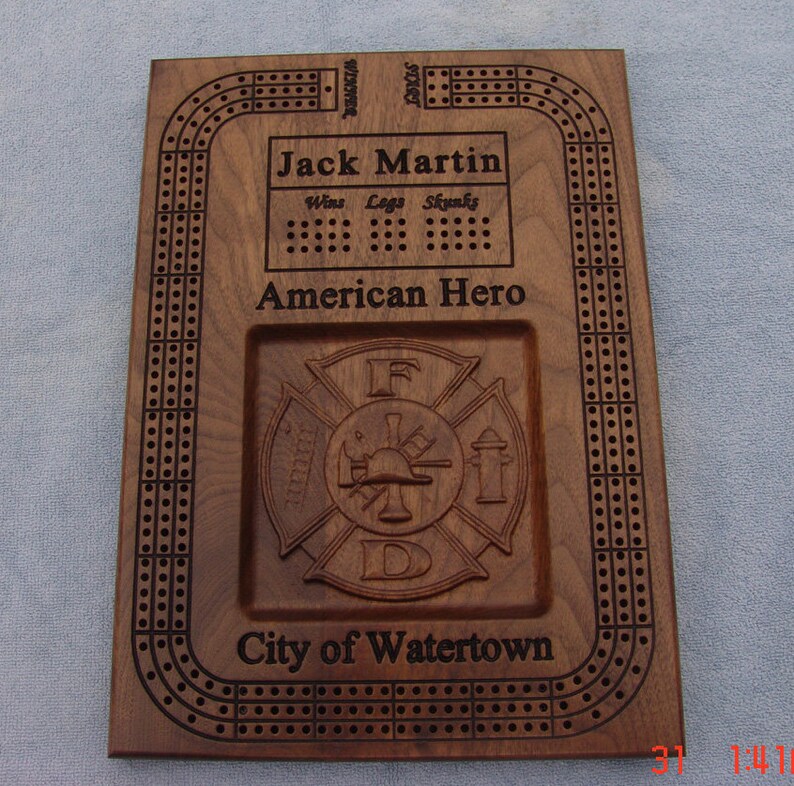 WINNER START
Jack Martin
Wins Legs Skunks
American Hero
F
D
City of Watertown
31 1:41